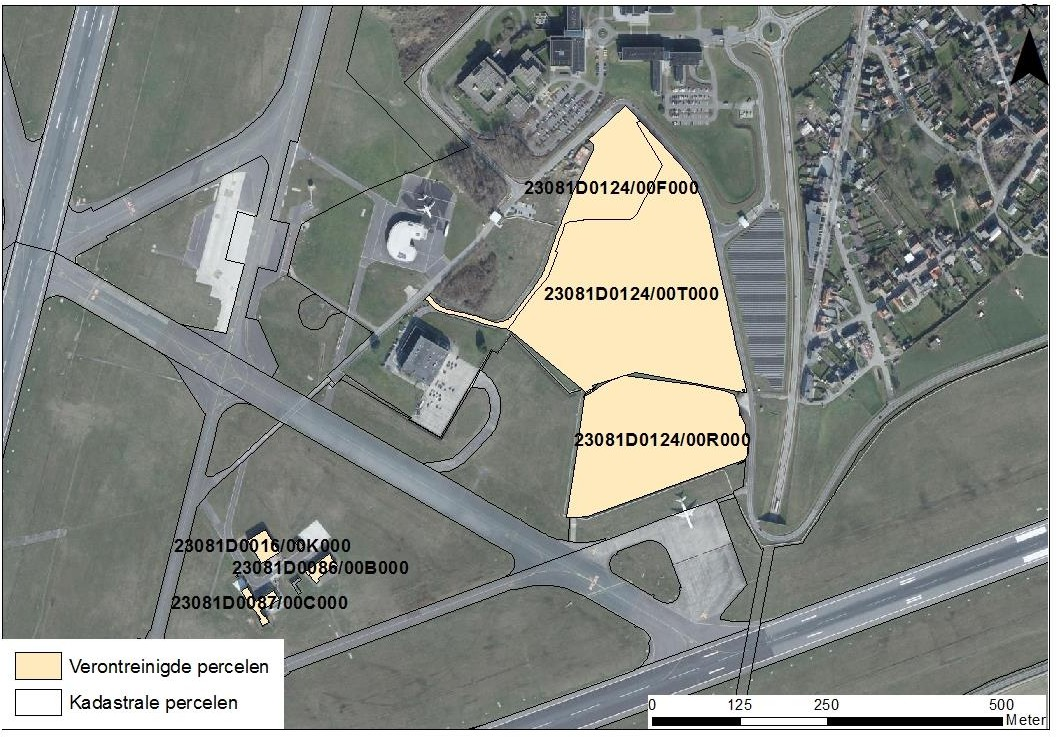 N
23081D0124/00F000
23081D0124/00T000
23081D0124/00R000
23081D0016/00K000
23081D0086/00B000
23081D0087/00C000
Verontreinigde percelen
Kadastrale percelen
0 125 250 500
Meter